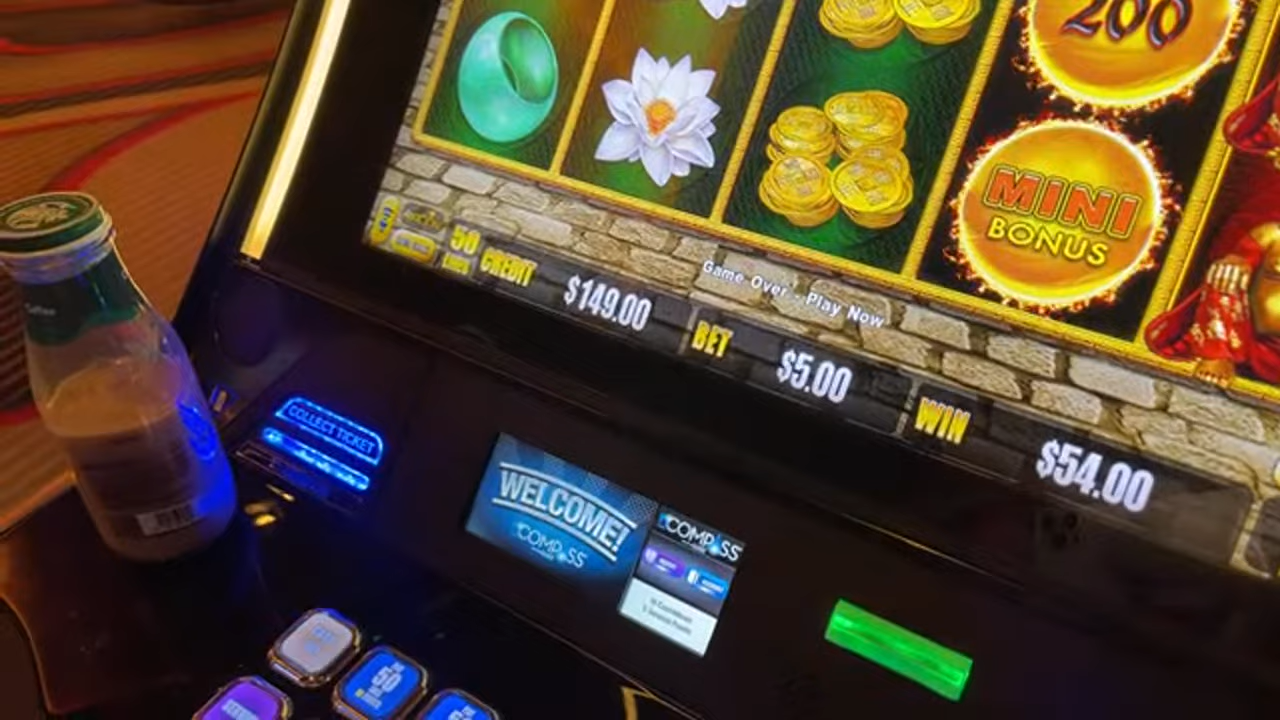 200
MINI
BONUS
50
CREDIT
$149.00
Game Over - Play Now
BET
$5.00
WIN
$54.00
COLLECT TICKET
WELCOME!
COMPASS
COMPASS
50